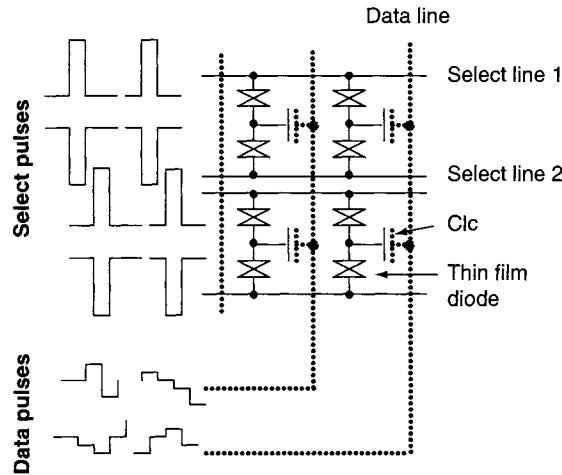 Data line
Select line 1
Select pulses
Select line 2
Clc
Thin film
diode
Data pulses